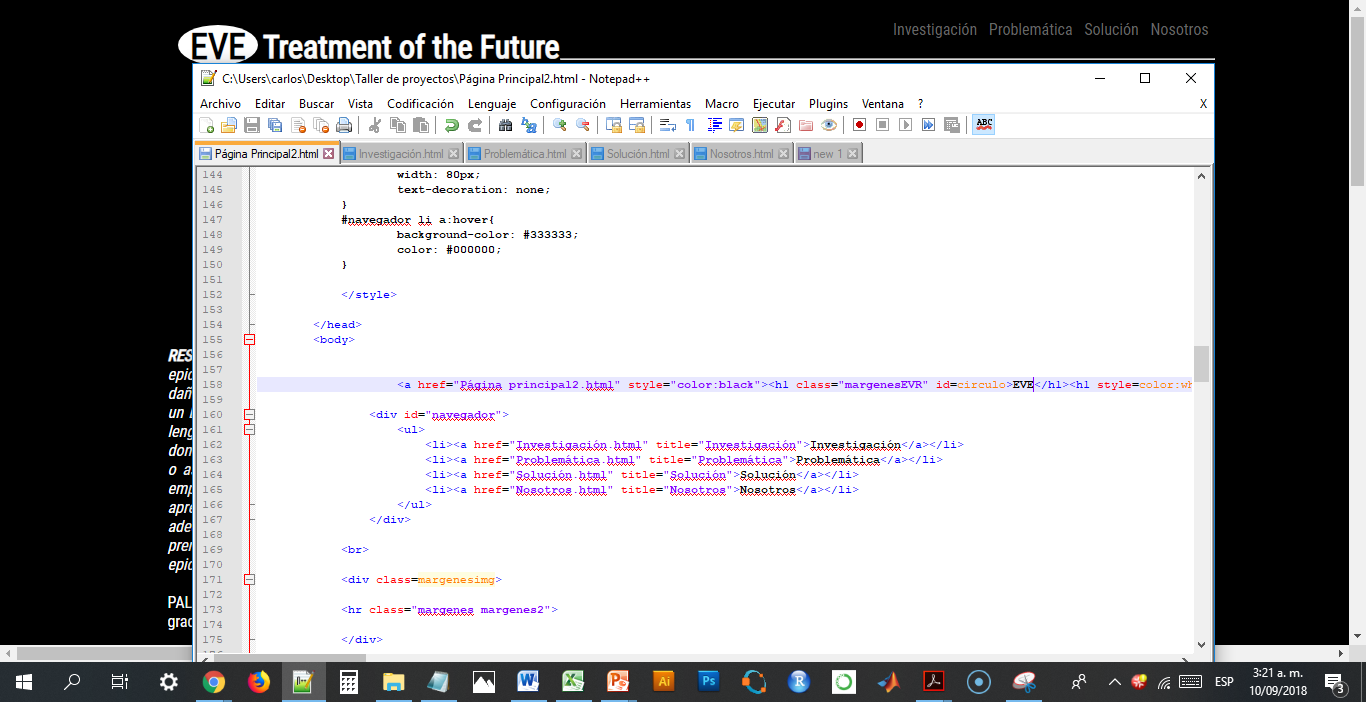 Investigación Problemática Solución Nosotros
EVE Treatment of the Future
C:\Users\carlos\Desktop\Taller de proyectos\Página Principal2.html - Notepad++
Archivo Editar Buscar Vista Codificación Lenguaje Configuración Herramientas Macro Ejecutar Plugins Ventana ? X
ABC
Página Principal2.html Investigación.html Problemática.html Solución.html Nosotros.html new 1
144 width: 80px;
145 text-decoration: none;
146 }
147 #navegador li a:hover{
148 background-color: #333333;
149 color: #000000;
150 }
151
152 </style>
153
154 </head>
155 <body>
156
157
158 <a href="Página principal2.html" style="color:black"><h1 class="margenesEVR" id=circulo>EVE</h1><h1 style=color:wh
159
160 <div id="navegador">
161 <ul>
162 <li><a href="Investigación.html" title="Investigación">Investigación</a></li>
163 <li><a href="Problemática.html" title="Problemática">Problemática</a></li>
164 <li><a href="Solución.html" title="Solución">Solución</a></li>
165 <li><a href="Nosotros.html" title="Nosotros">Nosotros</a></li>
166 </ul>
167 </div>
168
169 <br>
170
171 <div class=margenesimg>
172
173 <hr class="margenes margenes2">
174
175 </div>
RES
epic
dañ
un
leng
don
o a
emp
apre
ade
pren
epic
PAL
grac
W X P Ai Ps R
ESP
3:21 a. m.
10/09/2018
3